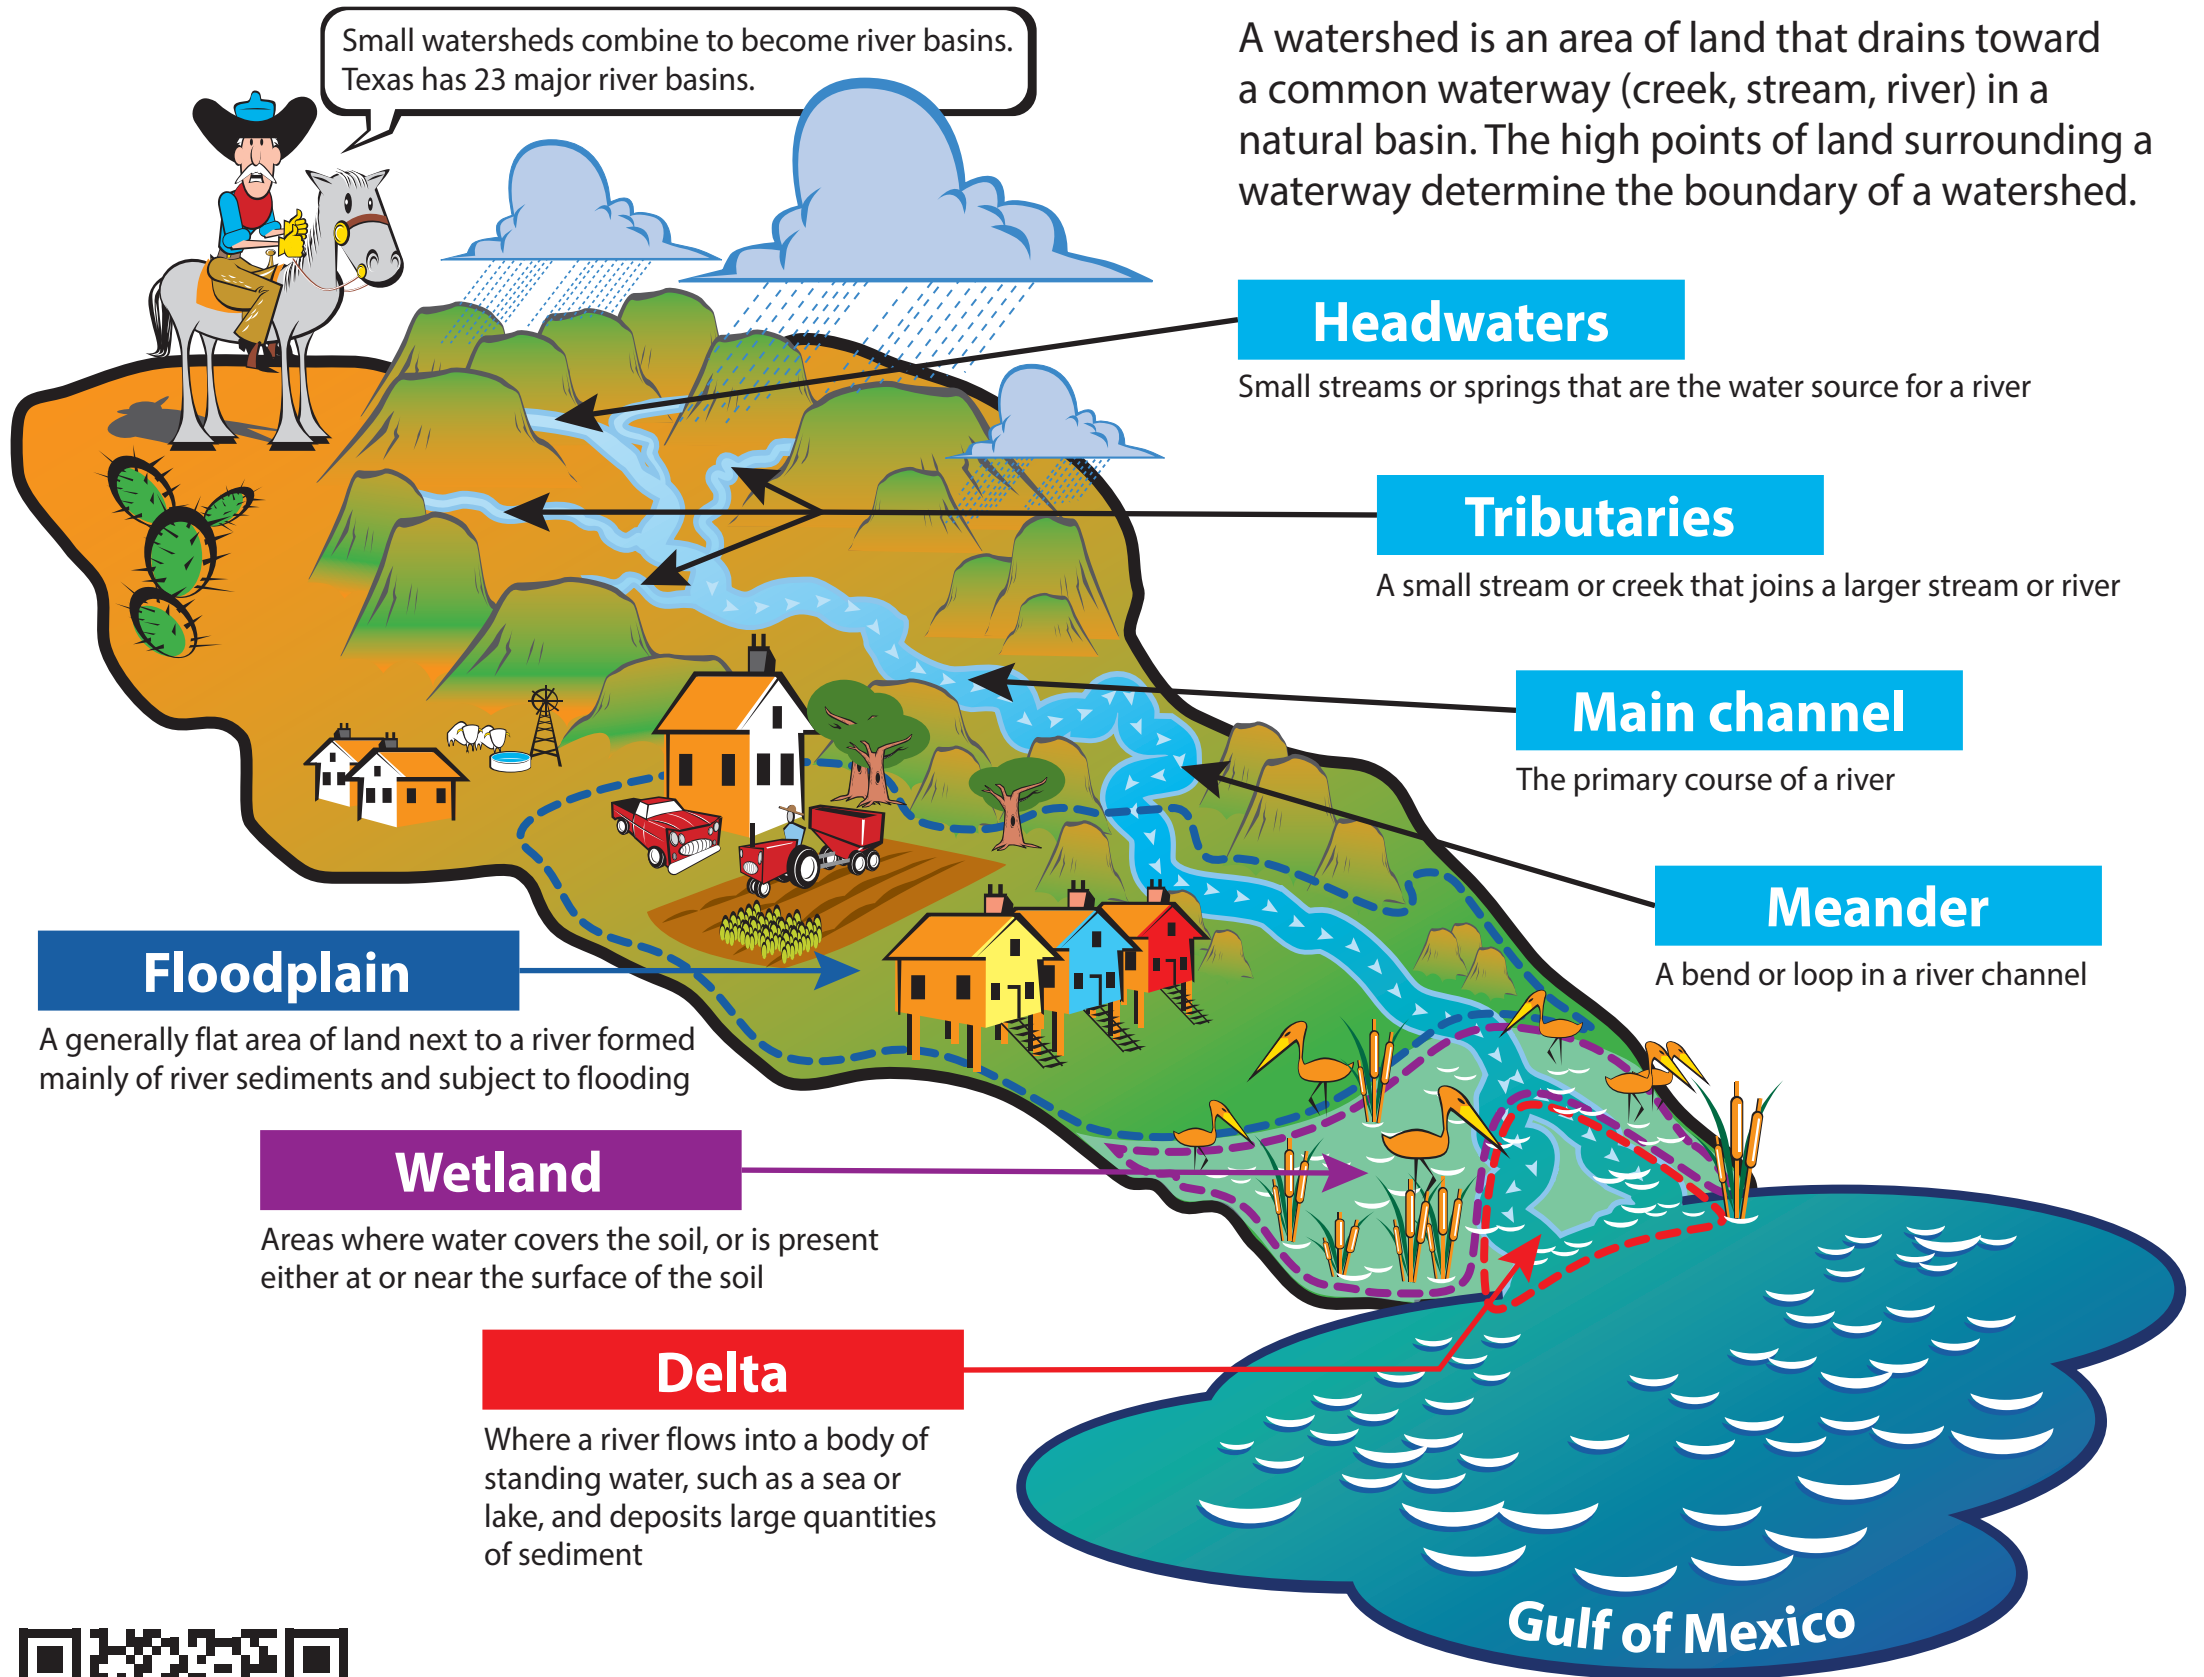 Small watersheds combine to become river basins.
Texas has 23 major river basins.
A watershed is an area of land that drains toward
a common waterway (creek, stream, river) in a
natural basin. The high points of land surrounding a
waterway determine the boundary of a watershed.
Headwaters
Small streams or springs that are the water source for a river
Tributaries
A small stream or creek that joins a larger stream or river
Main channel
The primary course of a river
Meander
A bend or loop in a river channel
Floodplain
A generally flat area of land next to a river formed
mainly of river sediments and subject to flooding
Wetland
Areas where water covers the soil, or is present
either at or near the surface of the soil
Delta
Where a river flows into a body of
standing water, such as a sea or
lake, and deposits large quantities
of sediment
Gulf of Mexico